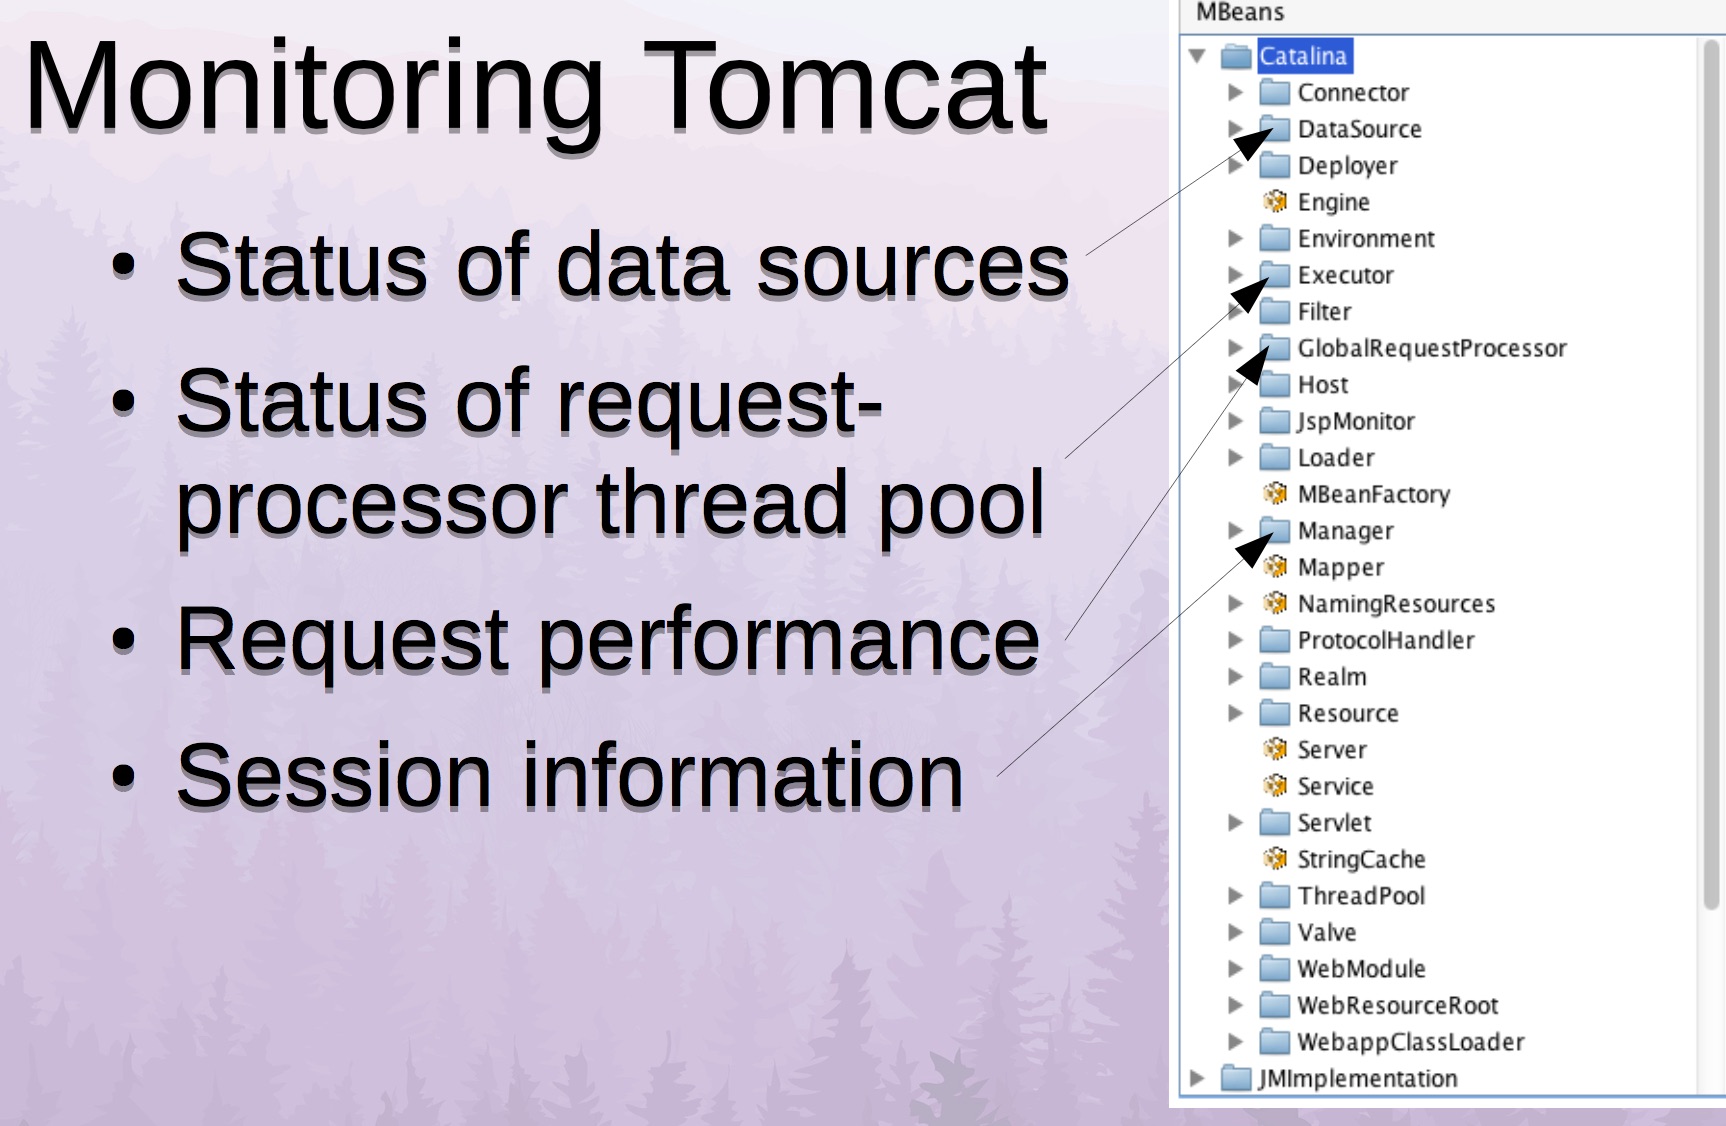 Monitoring Tomcat
• Status of data sources
• Status of request-
processor thread pool
• Request performance
• Session information
MBeans
Catalina
Connector
DataSource
Deployer
Engine
Environment
Executor
Filter
GlobalRequestProcessor
Host
JspMonitor
Loader
MBeanFactory
Manager
Mapper
NamingResources
ProtocolHandler
Realm
Resource
Server
Service
Servlet
StringCache
ThreadPool
Valve
WebModule
WebResourceRoot
WebappClassLoader
JMImplementation